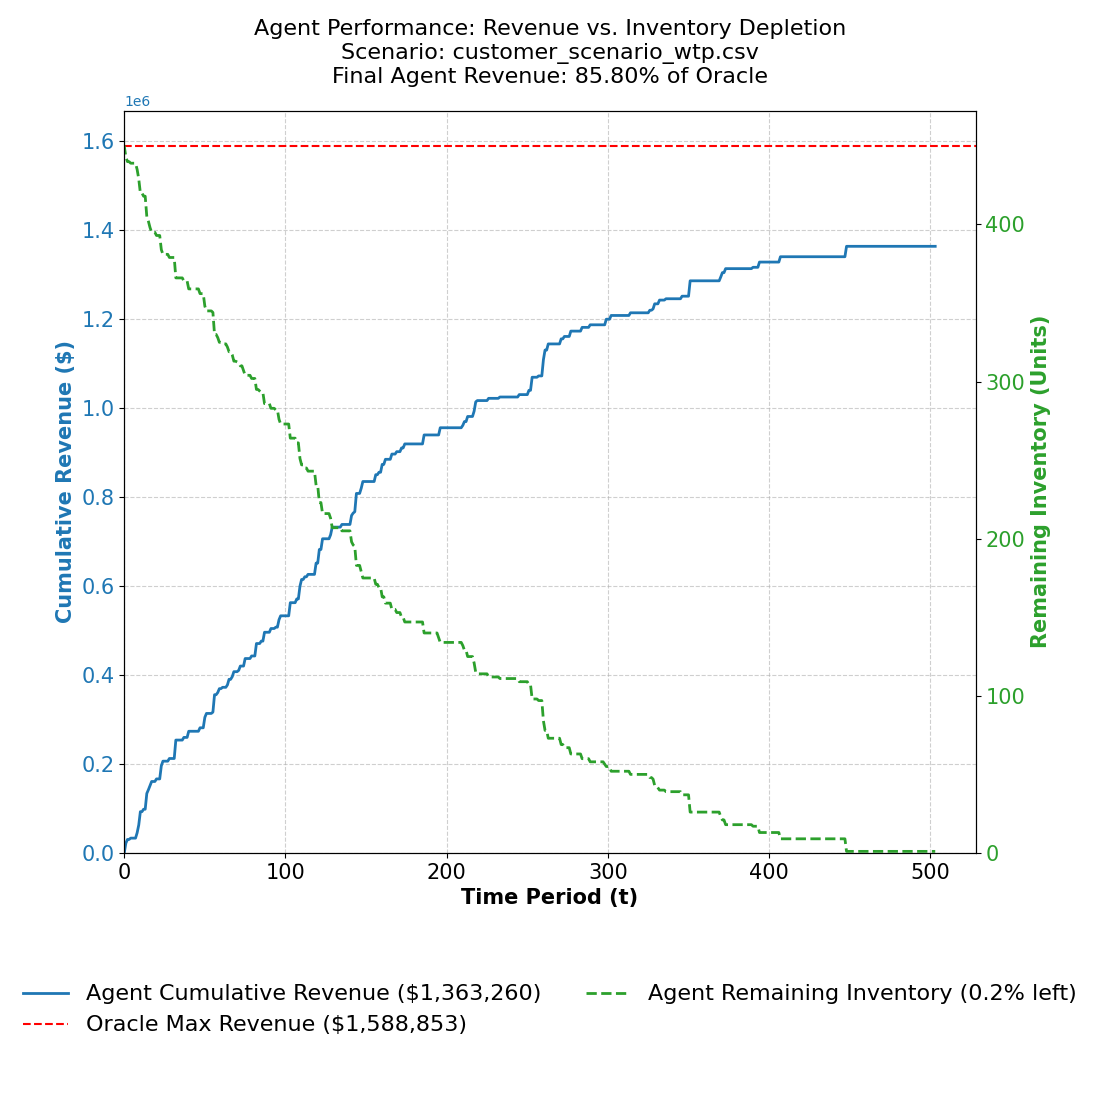 Agent Performance: Revenue vs. Inventory Depletion
Scenario: customer_scenario_wtp.csv
Final Agent Revenue: 85.80% of Oracle
1e6
1.6
1.4
1.2
1.0
0.8
0.6
0.4
0.2
0.0
Cumulative Revenue ($)
400
300
200
100
0
Remaining Inventory (Units)
0 100 200 300 400 500
Time Period (t)
Agent Cumulative Revenue ($1,363,260)
Oracle Max Revenue ($1,588,853)
Agent Remaining Inventory (0.2% left)